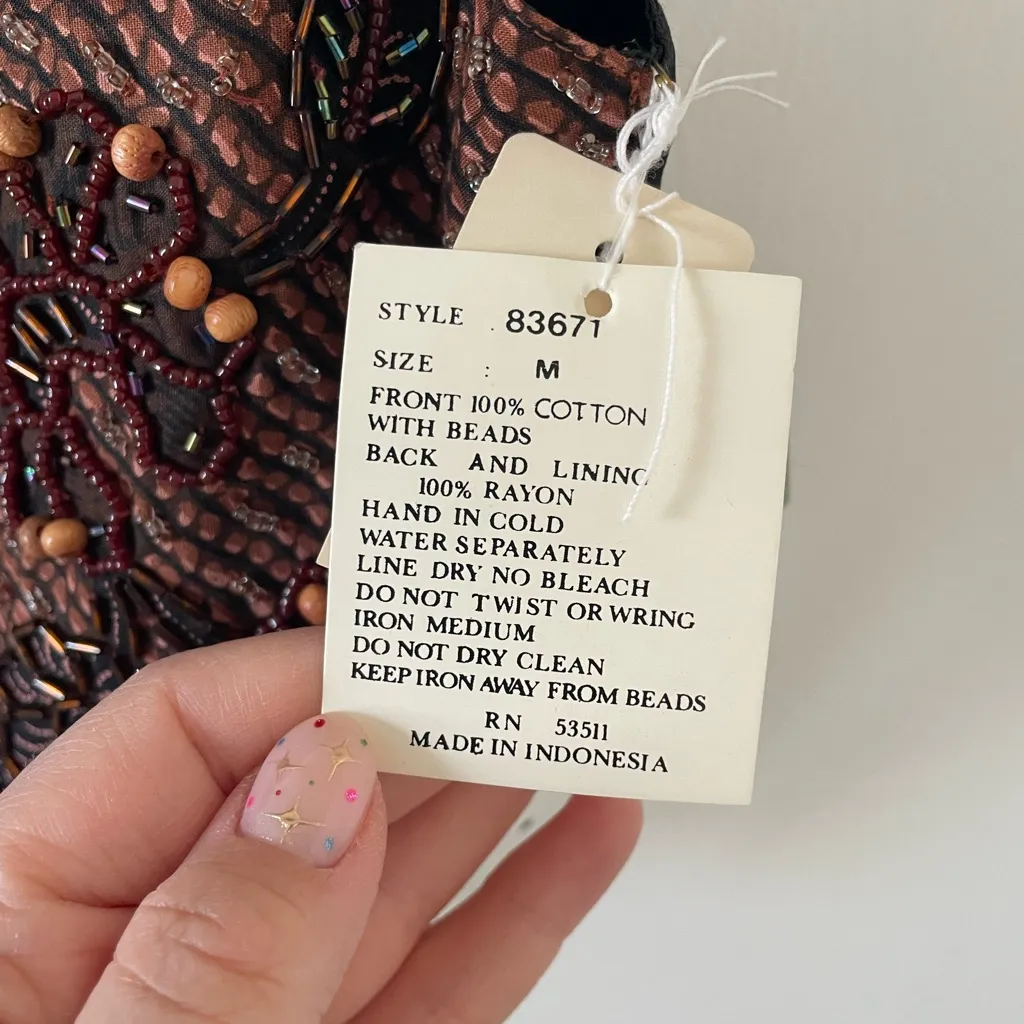 STYLE . 83671
SIZE : M
FRONT 100% COTTON
WITH BEADS
BACK AND LINING
100% RAYON
HAND IN COLD
WATER SEPARATELY
LINE DRY NO BLEACH
DO NOT TWIST OR WRING
IRON MEDIUM
DO NOT DRY CLEAN
KEEP IRON AWAY FROM BEADS
RN 53511
MADE IN INDONESIA